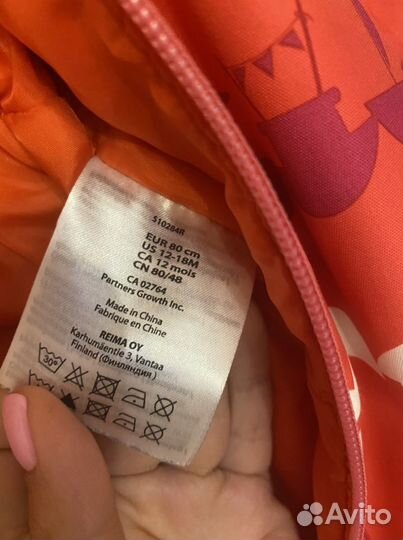 510284R
EUR 80 cm
US 12-18M
CA 12 mois
CN 80/48
CA 02764
Partners Growth Inc.
Made in China
Fabriqué en Chine
REIMA OY
Karhumäentie 3, Vantaa
Finland (Финляндия)
30°
Avito